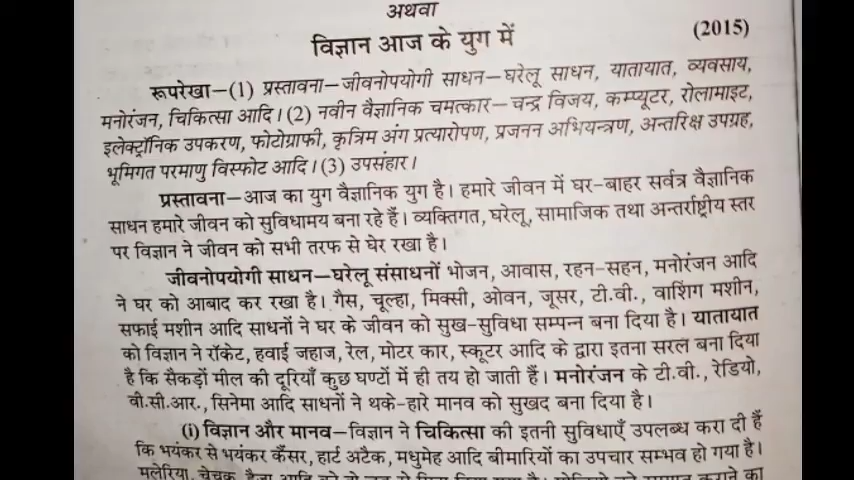 अथवा
विज्ञान आज के युग में
(2015)
रूपरेखा—(1) प्रस्तावना—जीवनोपयोगी साधन—घरेलू साधन, यातायात, व्यवसाय,
मनोरंजन, चिकित्सा आदि। (2) नवीन वैज्ञानिक चमत्कार—चन्द्र विजय, कम्प्यूटर, रोलामाइट,
इलेक्ट्रॉनिक उपकरण, फोटोग्राफी, कृत्रिम अंग प्रत्यारोपण, प्रजनन अभियन्त्रण, अन्तरिक्ष उपग्रह,
भूमिगत परमाणु विस्फोट आदि। (3) उपसंहार।
प्रस्तावना—आज का युग वैज्ञानिक युग है। हमारे जीवन में घर-बाहर सर्वत्र वैज्ञानिक
साधन हमारे जीवन को सुविधामय बना रहे हैं। व्यक्तिगत, घरेलू, सामाजिक तथा अन्तर्राष्ट्रीय स्तर
पर विज्ञान ने जीवन को सभी तरफ से घेर रखा है।
जीवनोपयोगी साधन—घरेलू संसाधनों भोजन, आवास, रहन-सहन, मनोरंजन आदि
ने घर को आबाद कर रखा है। गैस, चूल्हा, मिक्सी, ओवन, जूसर, टी.वी., वाशिंग मशीन,
सफाई मशीन आदि साधनों ने घर के जीवन को सुख-सुविधा सम्पन्न बना दिया है। यातायात
को विज्ञान ने रॉकेट, हवाई जहाज, रेल, मोटर कार, स्कूटर आदि के द्वारा इतना सरल बना दिया
है कि सैकड़ों मील की दूरियाँ कुछ घण्टों में ही तय हो जाती हैं। मनोरंजन के टी.वी., रेडियो,
वी.सी.आर., सिनेमा आदि साधनों ने थके-हारे मानव को सुखद बना दिया है।
(i) विज्ञान और मानव—विज्ञान ने चिकित्सा की इतनी सुविधाएँ उपलब्ध करा दी हैं
कि भयंकर से भयंकर कैंसर, हार्ट अटैक, मधुमेह आदि बीमारियों का उपचार सम्भव हो गया है।
मलेरिया, चेचक, हैजा आदि